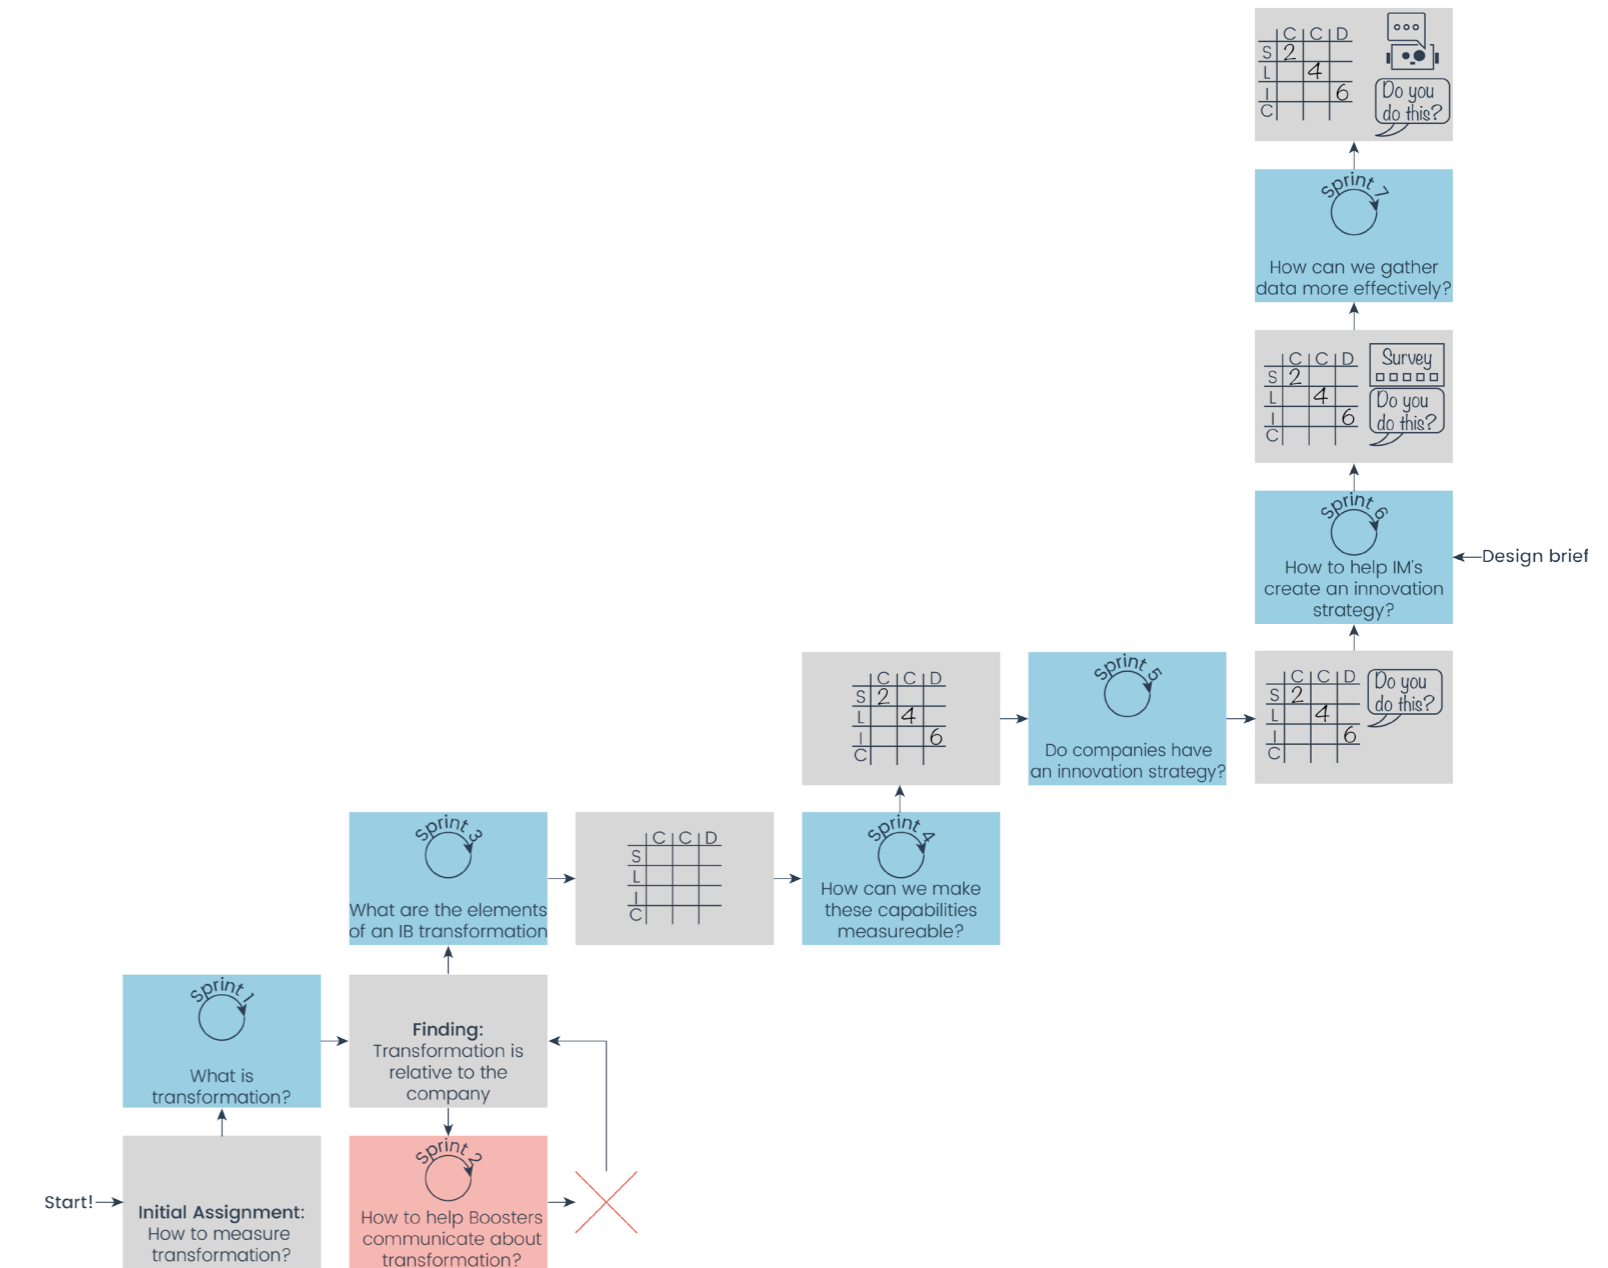 C C D
S 2
L 4
I 6
C
Do you
do this?
Sprint 7
How can we gather
data more effectively?
C C D
S 2
L 4
I 6
C
Survey
Do you
do this?
Sprint 6
How to help IM's
create an innovation
strategy?
Design brief
C C D
S 2
L 4
I 6
C
Sprint 5
Do companies have
an innovation strategy?
C C D
S 2
L 4
I 6
C
Do you
do this?
Sprint 3
What are the elements
of an IB transformation
C C D
S
L
I
C
Sprint 4
How can we make
these capabilities
measureable?
Sprint 1
What is
transformation?
Finding:
Transformation is
relative to the
company
Start!
Initial Assignment:
How to measure
transformation?
Sprint 2
How to help Boosters
communicate about
transformation?